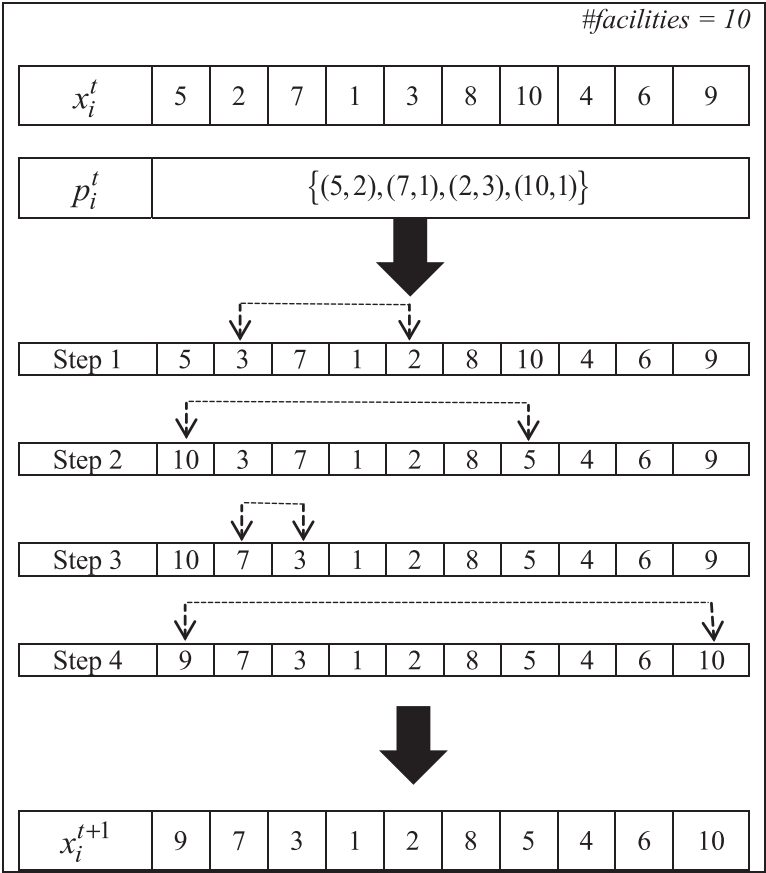 #facilities = 10
x_i^t 5 2 7 1 3 8 10 4 6 9
p_i^t {(5,2),(7,1),(2,3),(10,1)}
Step 1 5 3 7 1 2 8 10 4 6 9
Step 2 10 3 7 1 2 8 5 4 6 9
Step 3 10 7 3 1 2 8 5 4 6 9
Step 4 9 7 3 1 2 8 5 4 6 10
x_i^{t+1} 9 7 3 1 2 8 5 4 6 10